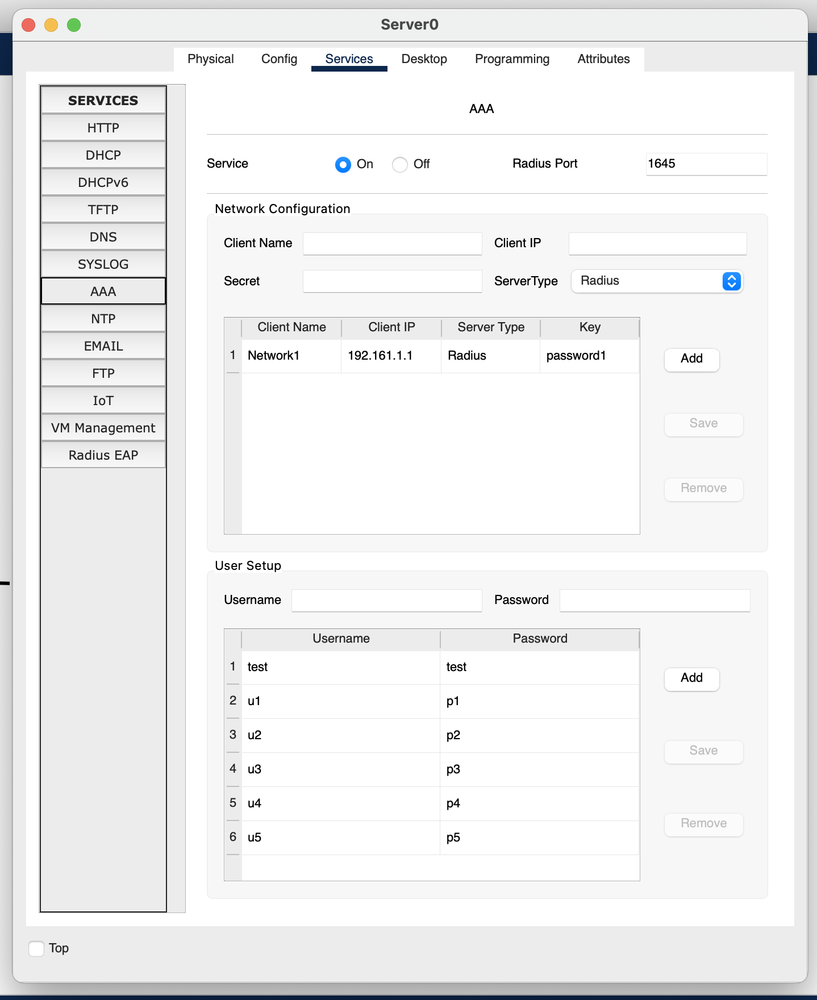 Server0
Physical Config Services Desktop Programming Attributes
SERVICES
HTTP
DHCP
DHCPv6
TFTP
DNS
SYSLOG
AAA
NTP
EMAIL
FTP
IoT
VM Management
Radius EAP
AAA
Service On Off Radius Port 1645
Network Configuration
Client Name Client IP
Secret ServerType Radius
Client Name Client IP Server Type Key
1 Network1 192.161.1.1 Radius password1
Add
Save
Remove
User Setup
Username Password
Username Password
1 test test
2 u1 p1
3 u2 p2
4 u3 p3
5 u4 p4
6 u5 p5
Add
Save
Remove
Top